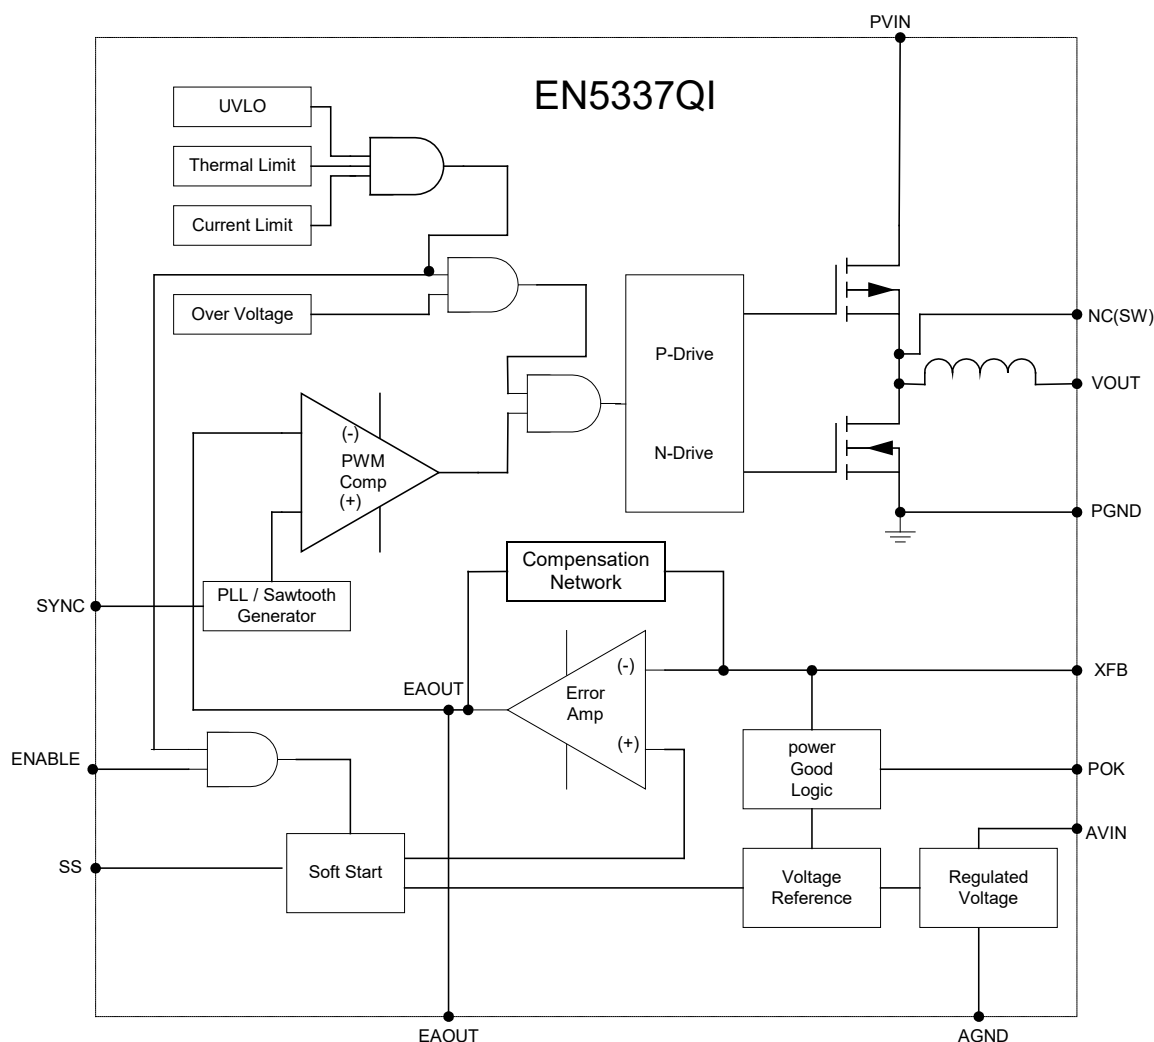 PVIN
EN5337QI
UVLO
Thermal Limit
Current Limit
Over Voltage
NC(SW)
P-Drive
VOUT
(-)
PWM
Comp
(+)
N-Drive
PGND
Compensation
Network
SYNC
PLL / Sawtooth
Generator
(-)
XFB
EAOUT
Error
Amp
(+)
power
Good
Logic
ENABLE
POK
AVIN
SS
Soft Start
Voltage
Reference
Regulated
Voltage
EAOUT
AGND